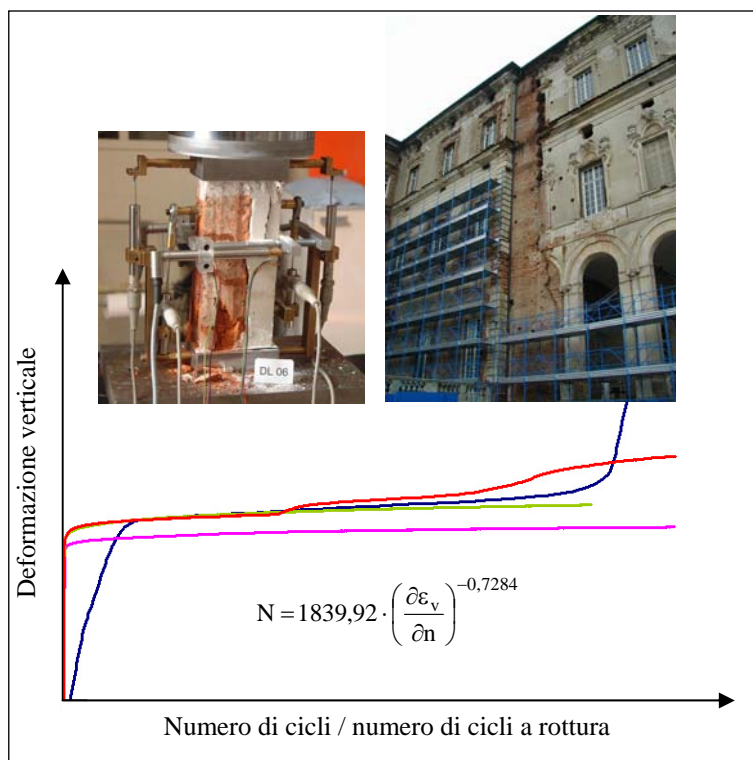 DL 06
Deformazione verticale
N = 1839,92 · (∂εᵥ/∂n)^−0,7284
Numero di cicli / numero di cicli a rottura